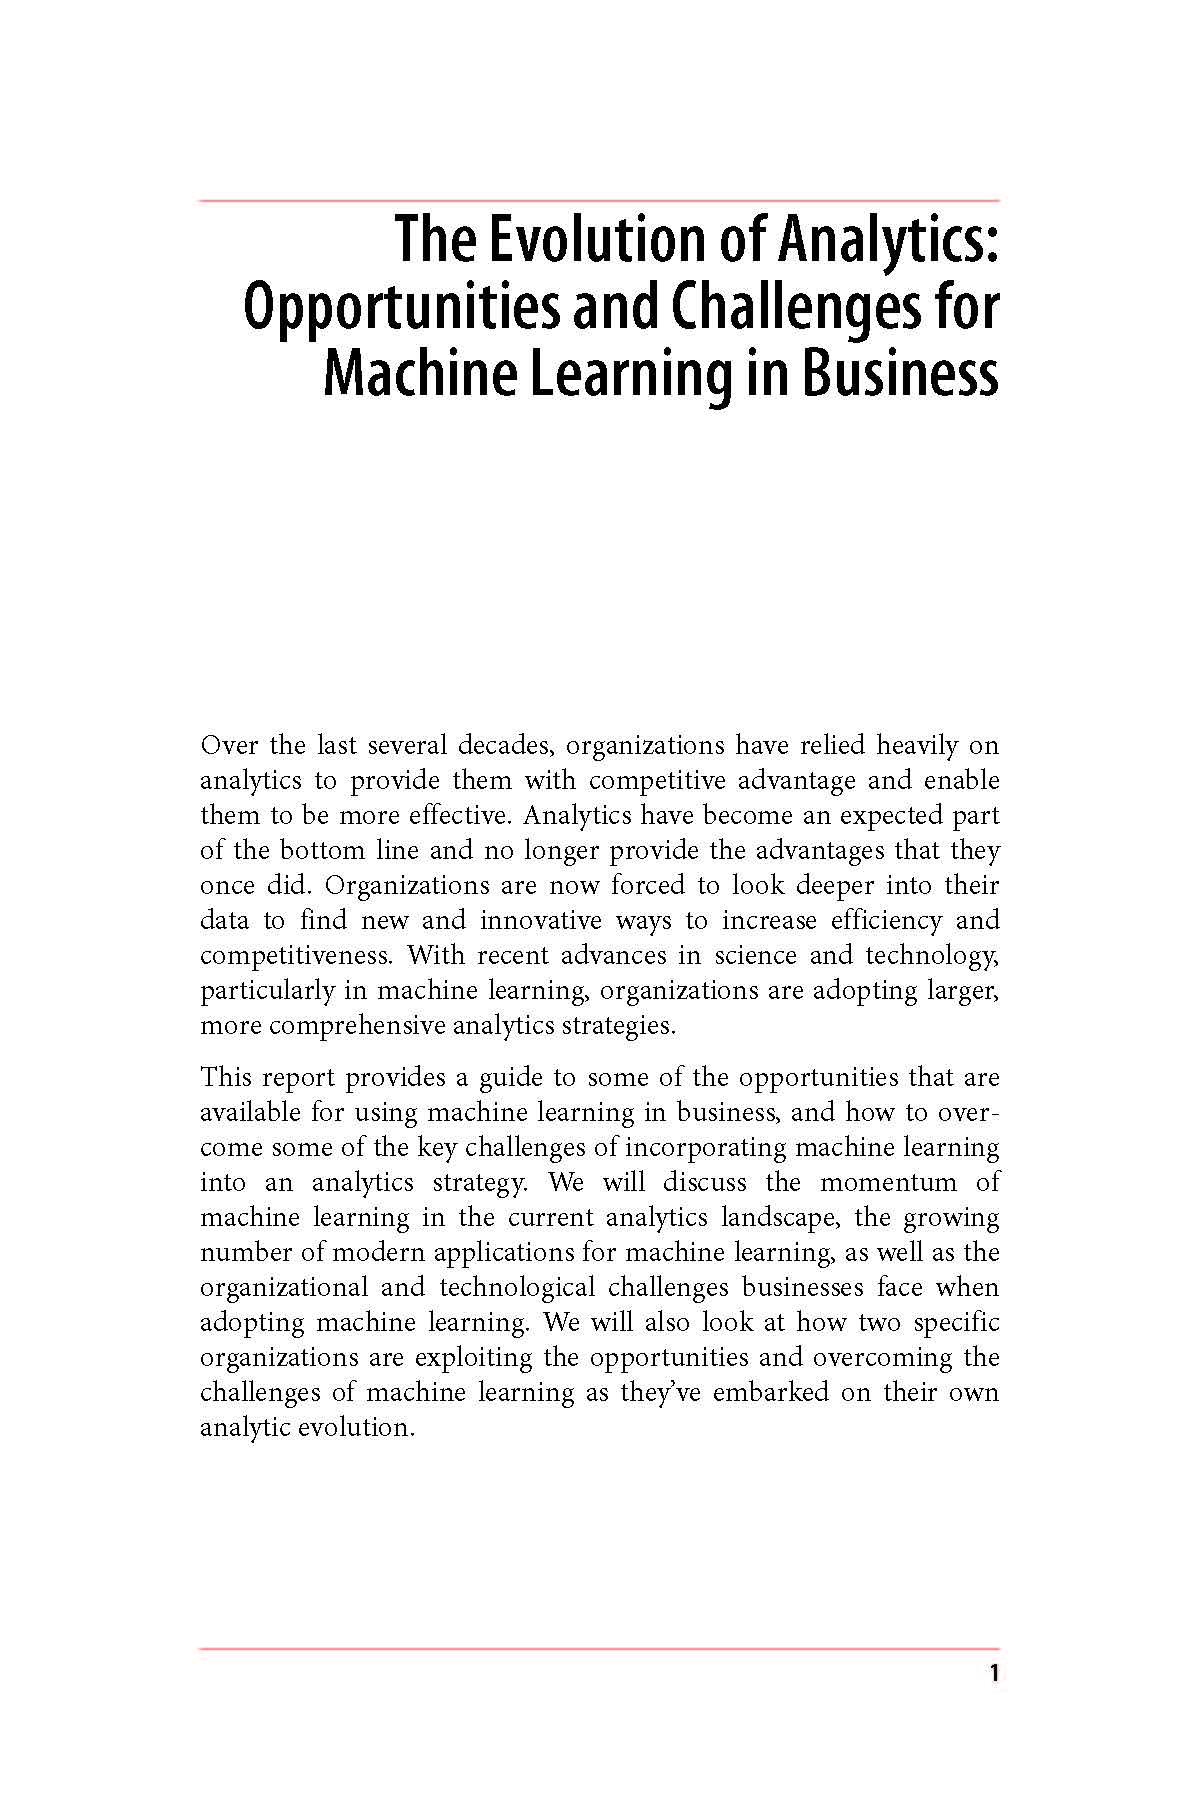 The Evolution of Analytics:
Opportunities and Challenges for
Machine Learning in Business
Over the last several decades, organizations have relied heavily on
analytics to provide them with competitive advantage and enable
them to be more effective. Analytics have become an expected part
of the bottom line and no longer provide the advantages that they
once did. Organizations are now forced to look deeper into their
data to find new and innovative ways to increase efficiency and
competitiveness. With recent advances in science and technology,
particularly in machine learning, organizations are adopting larger,
more comprehensive analytics strategies.
This report provides a guide to some of the opportunities that are
available for using machine learning in business, and how to over-
come some of the key challenges of incorporating machine learning
into an analytics strategy. We will discuss the momentum of
machine learning in the current analytics landscape, the growing
number of modern applications for machine learning, as well as the
organizational and technological challenges businesses face when
adopting machine learning. We will also look at how two specific
organizations are exploiting the opportunities and overcoming the
challenges of machine learning as they’ve embarked on their own
analytic evolution.
1